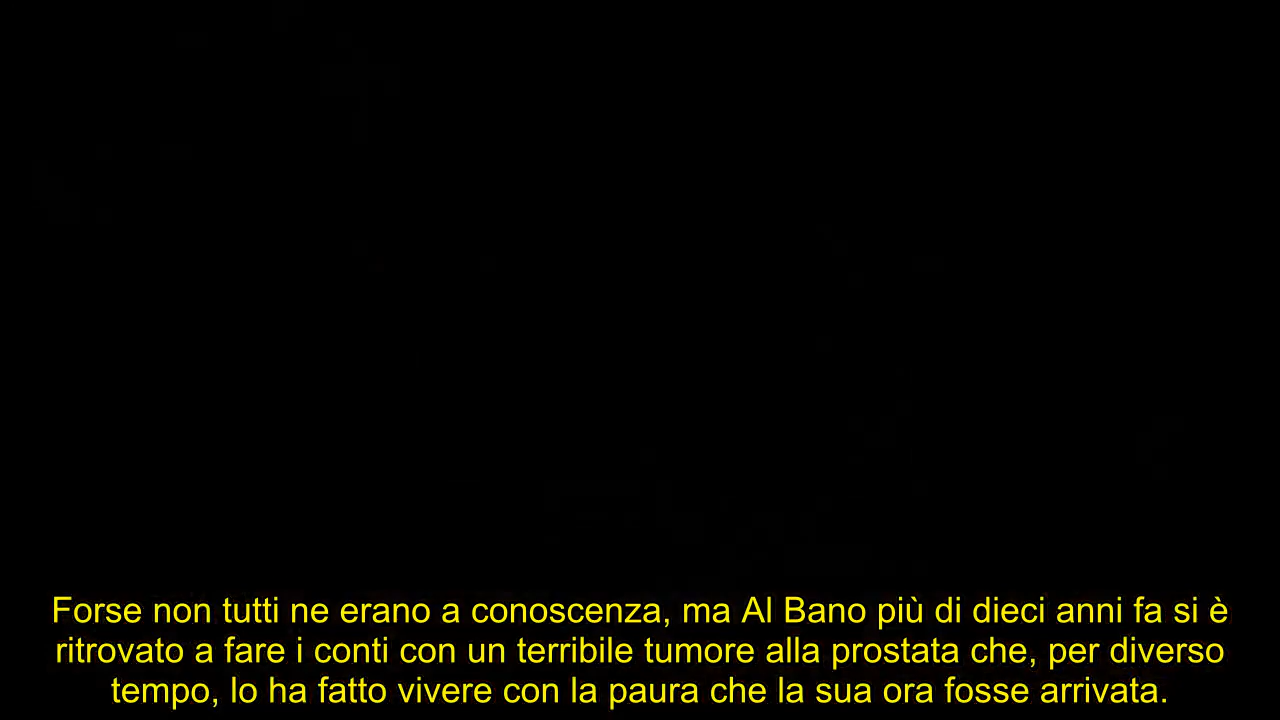 Forse non tutti ne erano a conoscenza, ma Al Bano più di dieci anni fa si è
ritrovato a fare i conti con un terribile tumore alla prostata che, per diverso
tempo, lo ha fatto vivere con la paura che la sua ora fosse arrivata.